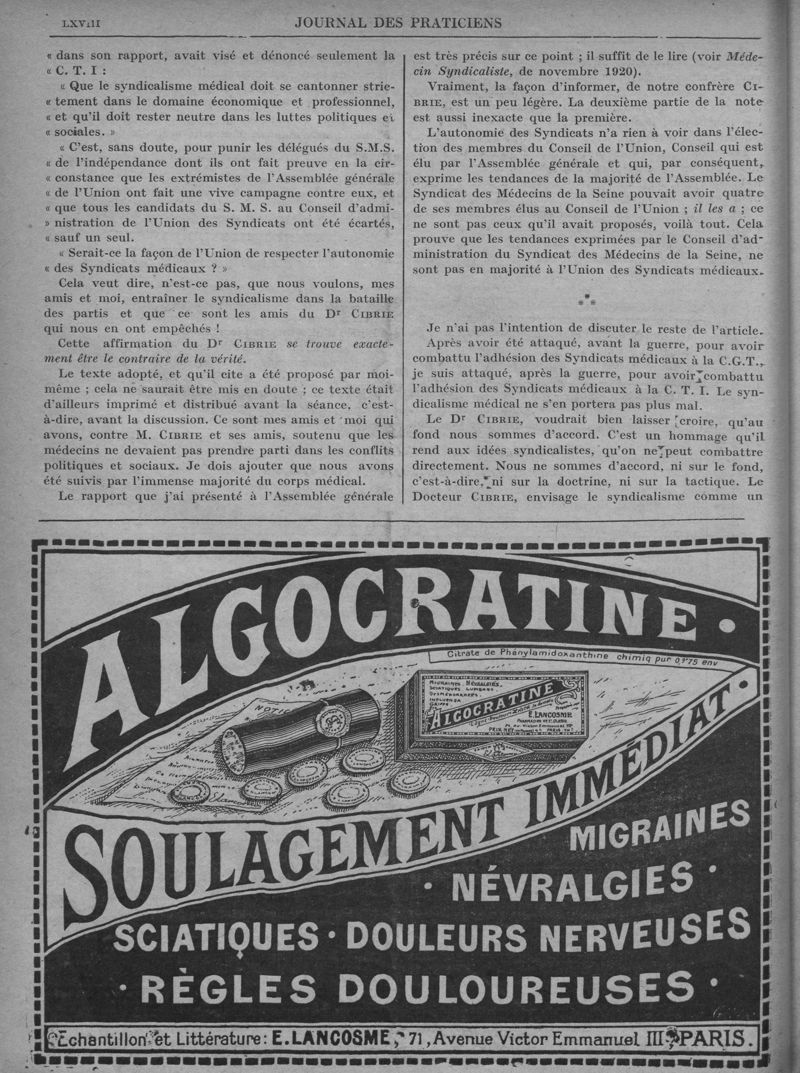 LXVIII
JOURNAL DES PRATICIENS
« dans son rapport, avait visé et dénoncé seulement la
« C. T. I :
« Que le syndicalisme médical doit se cantonner stric-
« tement dans le domaine économique et professionnel,
« et qu'il doit rester neutre dans les luttes politiques et
« sociales. »
« C'est, sans doute, pour punir les délégués du S.M.S.
« de l'indépendance dont ils ont fait preuve en la cir-
« constance que les extrémistes de l'Assemblée générale
« de l'Union ont fait une vive campagne contre eux, et
« que tous les candidats du S. M. S. au Conseil d'admi-
» nistration de l'Union des Syndicats ont été écartés,
« sauf un seul.
« Serait-ce la façon de l'Union de respecter l'autonomie
« des Syndicats médicaux ? »
Cela veut dire, n'est-ce pas, que nous voulons, mes
amis et moi, entraîner le syndicalisme dans la bataille
des partis et que ce sont les amis du Dr CIBRIE
qui nous en ont empêchés !
Cette affirmation du Dr CIBRIE se trouve exacte-
ment être le contraire de la vérité.
Le texte adopté, et qu'il cite a été proposé par moi-
même ; cela ne saurait être mis en doute ; ce texte était
d'ailleurs imprimé et distribué avant la séance, c'est-
à-dire, avant la discussion. Ce sont mes amis et moi qui
avons, contre M. CIBRIE et ses amis, soutenu que les
médecins ne devaient pas prendre parti dans les conflits
politiques et sociaux. Je dois ajouter que nous avons
été suivis par l'immense majorité du corps médical.
Le rapport que j'ai présenté à l'Assemblée générale
est très précis sur ce point ; il suffit de le lire (voir Méde-
cin Syndicaliste, de novembre 1920).
Vraiment, la façon d'informer, de notre confrère CI-
BRIE, est un peu légère. La deuxième partie de la note
est aussi inexacte que la première.
L'autonomie des Syndicats n'a rien à voir dans l'élec-
tion des membres du Conseil de l'Union, Conseil qui est
élu par l'Assemblée générale et qui, par conséquent,
exprime les tendances de la majorité de l'Assemblée. Le
Syndicat des Médecins de la Seine pouvait avoir quatre
de ses membres élus au Conseil de l'Union ; il les a ; ce
ne sont pas ceux qu'il avait proposés, voilà tout. Cela
prouve que les tendances exprimées par le Conseil d'ad-
ministration du Syndicat des Médecins de la Seine, ne
sont pas en majorité à l'Union des Syndicats médicaux.
Je n'ai pas l'intention de discuter le reste de l'article.
Après avoir été attaqué, avant la guerre, pour avoir
combattu l'adhésion des Syndicats médicaux à la C.G.T.,
je suis attaqué, après la guerre, pour avoir combattu
l'adhésion des Syndicats médicaux à la C. T. I. Le syn-
dicalisme médical ne s'en portera pas plus mal.
Le Dr CIBRIE, voudrait bien laisser croire, qu'au
fond nous sommes d'accord. C'est un hommage qu'il
rend aux idées syndicalistes, qu'on ne peut combattre
directement. Nous ne sommes d'accord, ni sur le fond,
c'est-à-dire, ni sur la doctrine, ni sur la tactique. Le
Docteur CIBRIE, envisage le syndicalisme comme un
ALGOCRATINE
Citrate de Phénylamidoxanthine chimiq pur 0,gr75 env
NOTICE
MIGRAINES NÉVRALGIES
SCIATIQUES
INFLUENZA
GRIPPE
ALGOCRATINE
E. LANCOSME
SOULAGEMENT IMMÉDIAT
MIGRAINES
NÉVRALGIES
SCIATIQUES · DOULEURS NERVEUSES
RÈGLES DOULOUREUSES
Echantillon et Littérature: E. LANCOSME, 71, Avenue Victor Emmanuel III PARIS.